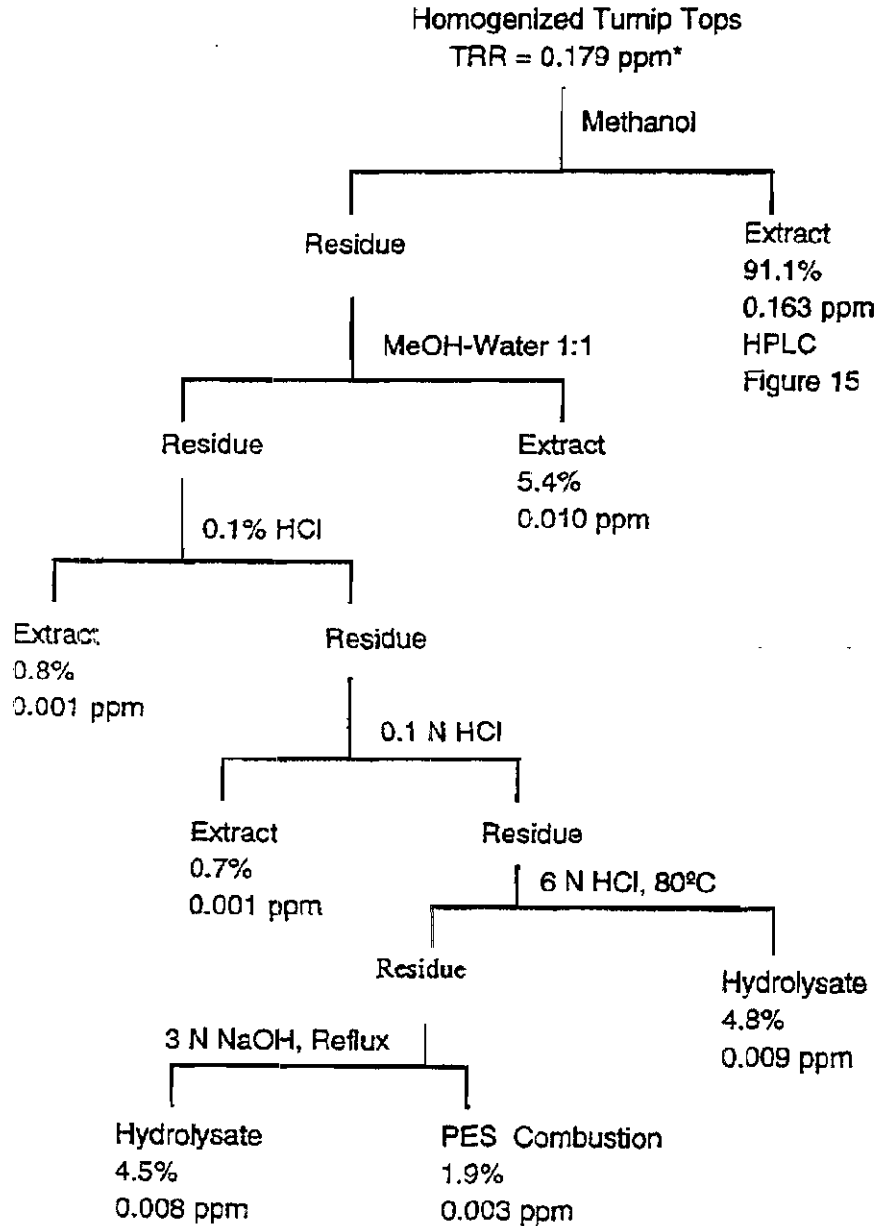 Homogenized Turnip Tops
TRR = 0.179 ppm*
Methanol
Residue
Extract
91.1%
0.163 ppm
HPLC
Figure 15
MeOH-Water 1:1
Residue
Extract
5.4%
0.010 ppm
0.1% HCl
Extract
0.8%
0.001 ppm
Residue
0.1 N HCl
Extract
0.7%
0.001 ppm
Residue
6 N HCl, 80ºC
Residue
Hydrolysate
4.8%
0.009 ppm
3 N NaOH, Reflux
Hydrolysate
4.5%
0.008 ppm
PES Combustion
1.9%
0.003 ppm